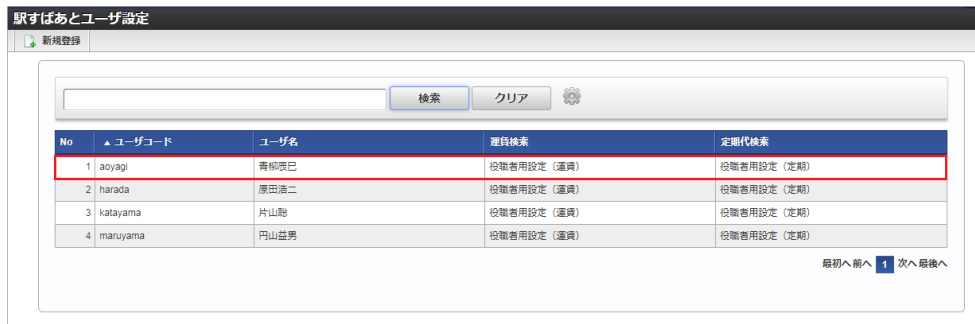 駅すぱあとユーザ設定
新規登録
検索 クリア
No ▲ ユーザコード ユーザ名 運賃検索 定期代検索
1 aoyagi 青柳辰巳 役職者用設定（運賃） 役職者用設定（定期）
2 harada 原田浩二 役職者用設定（運賃） 役職者用設定（定期）
3 katayama 片山聡 役職者用設定（運賃） 役職者用設定（定期）
4 maruyama 円山益男 役職者用設定（運賃） 役職者用設定（定期）
最初へ 前へ 1 次へ 最後へ